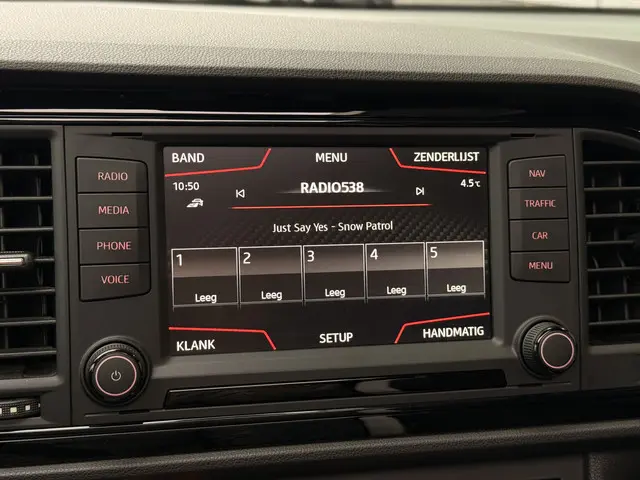 BAND MENU ZENDERLIJST
RADIO
MEDIA
PHONE
VOICE
10:50 RADIO538 4.5°C
Just Say Yes - Snow Patrol
1 2 3 4 5
Leeg Leeg Leeg Leeg Leeg
KLANK SETUP HANDMATIG
NAV
TRAFFIC
CAR
MENU